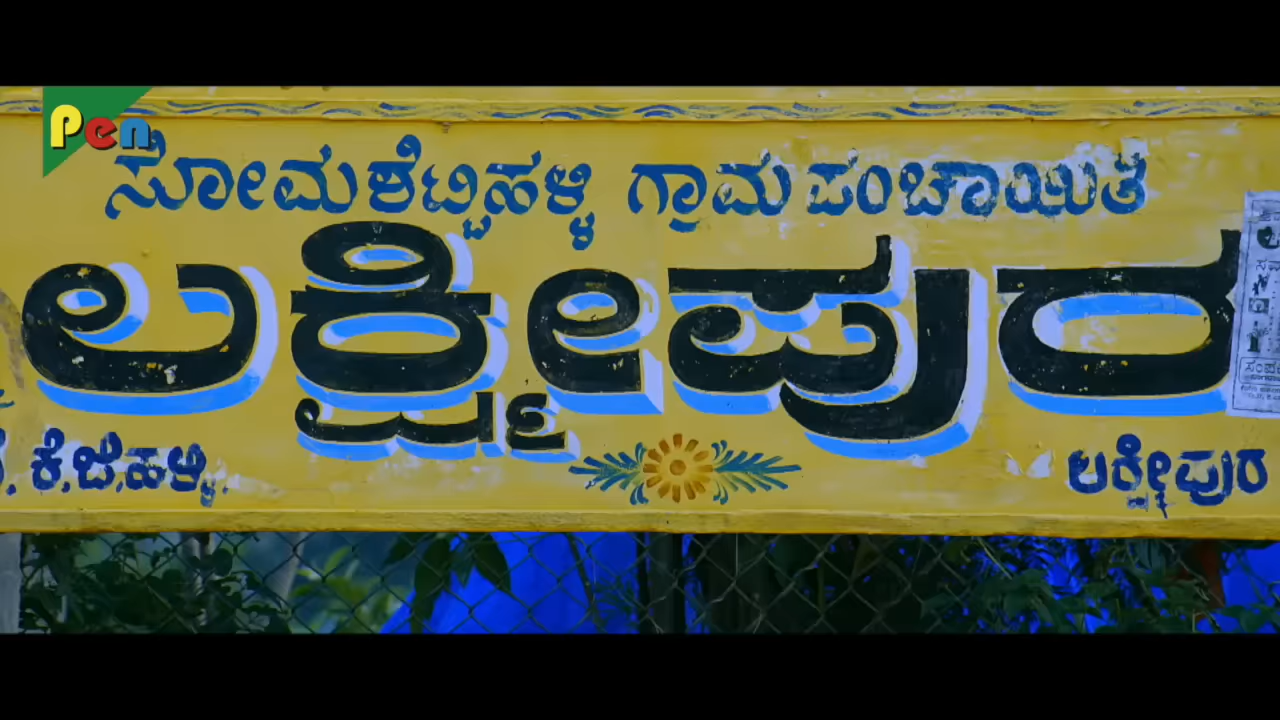 Pen
ಸೋಮಶೆಟ್ಟಿಹಳ್ಳಿ ಗ್ರಾಮ ಪಂಚಾಯಿತ
ಲಕ್ಷ್ಮೀಪುರ
ಕೆ.ಜಿ.ಹಳ್ಳಿ. ಲಕ್ಷ್ಮೀಪುರ